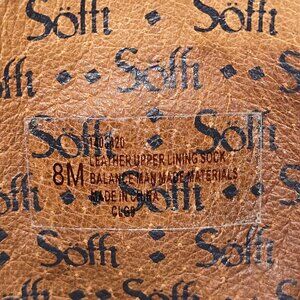 Söfft
Söfft ♦ ♦ Söfft
Söfft
8M
LEATHER UPPER LINING SOCK
BALANCE MAN MADE MATERIALS
MADE IN CHINA
Söfft
Söfft
Söfft